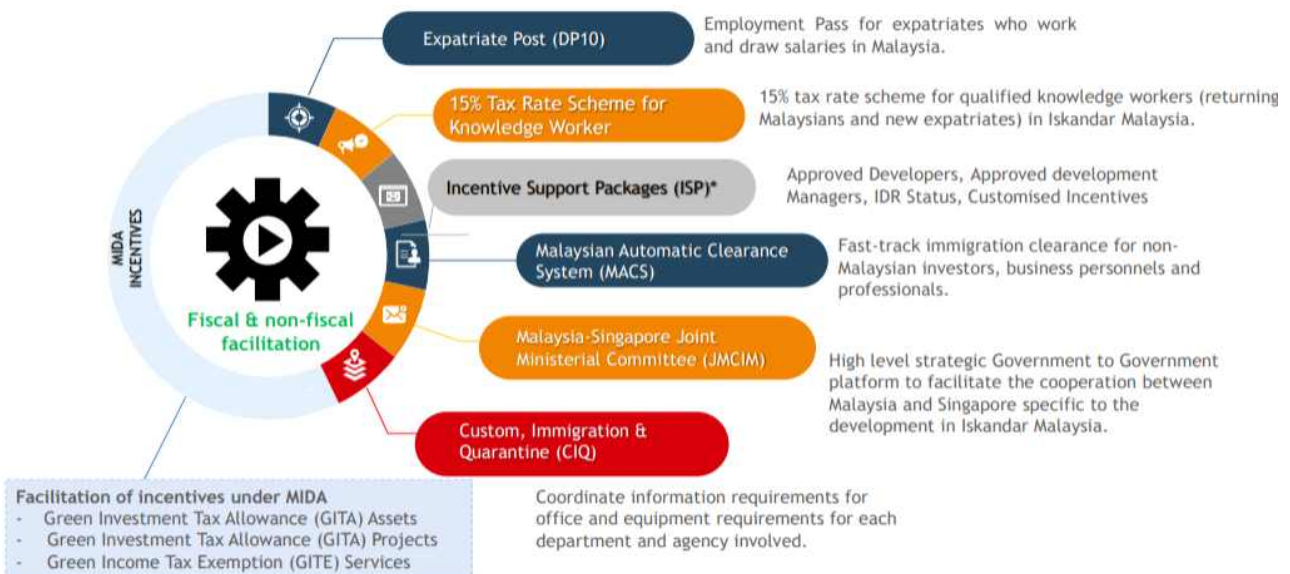 Expatriate Post (DP10)
Employment Pass for expatriates who work
and draw salaries in Malaysia.
15% Tax Rate Scheme for
Knowledge Worker
15% tax rate scheme for qualified knowledge workers (returning
Malaysians and new expatriates) in Iskandar Malaysia.
Incentive Support Packages (ISP)*
Approved Developers, Approved development
Managers, IDR Status, Customised Incentives
Malaysian Automatic Clearance
System (MACS)
Fast-track immigration clearance for non-
Malaysian investors, business personnels and
professionals.
Malaysia-Singapore Joint
Ministerial Committee (JMCIM)
High level strategic Government to Government
platform to facilitate the cooperation between
Malaysia and Singapore specific to the
development in Iskandar Malaysia.
Custom, Immigration &
Quarantine (CIQ)
Coordinate information requirements for
office and equipment requirements for each
department and agency involved.
MIDA
INCENTIVES
Fiscal & non-fiscal
facilitation
Facilitation of incentives under MIDA
- Green Investment Tax Allowance (GITA) Assets
- Green Investment Tax Allowance (GITA) Projects
- Green Income Tax Exemption (GITE) Services